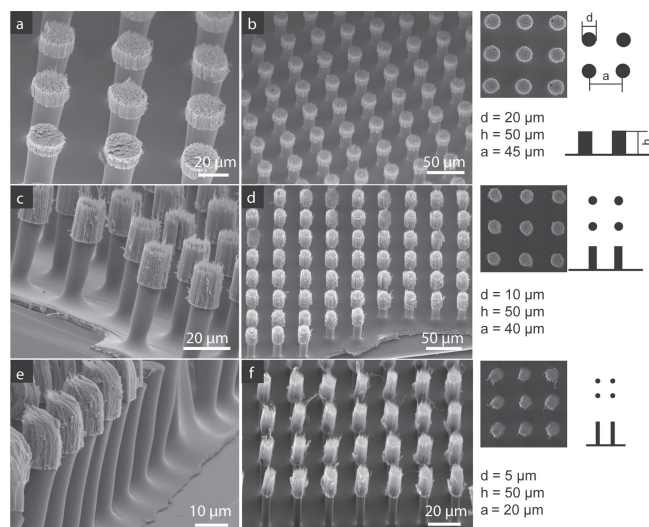 a
20 µm
b
50 µm
d
a
d = 20 µm
h = 50 µm
a = 45 µm
h
c
20 µm
d
50 µm
d = 10 µm
h = 50 µm
a = 40 µm
e
10 µm
f
20 µm
d = 5 µm
h = 50 µm
a = 20 µm